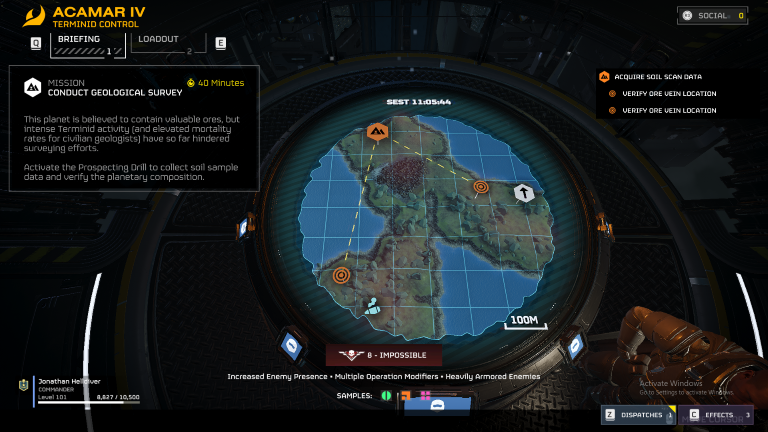 ACAMAR IV
TERMINID CONTROL
SOCIAL 0
Q
BRIEFING
1
LOADOUT
2
E
MISSION
40 Minutes
CONDUCT GEOLOGICAL SURVEY
This planet is believed to contain valuable ores, but
intense Terminid activity (and elevated mortality
rates for civilian geologists) have so far hindered
surveying efforts.
Activate the Prospecting Drill to collect soil sample
data and verify the planetary composition.
ACQUIRE SOIL SCAN DATA
VERIFY ORE VEIN LOCATION
VERIFY ORE VEIN LOCATION
SEST 11:05:44
100M
8 - IMPOSSIBLE
Increased Enemy Presence • Multiple Operation Modifiers • Heavily Armored Enemies
SAMPLES:
Jonathan Helldiver
COMMANDER
Level 101
8,827 / 10,500
Activate Windows
Go to Settings to activate Windows.
Z DISPATCHES 1
C EFFECTS 3